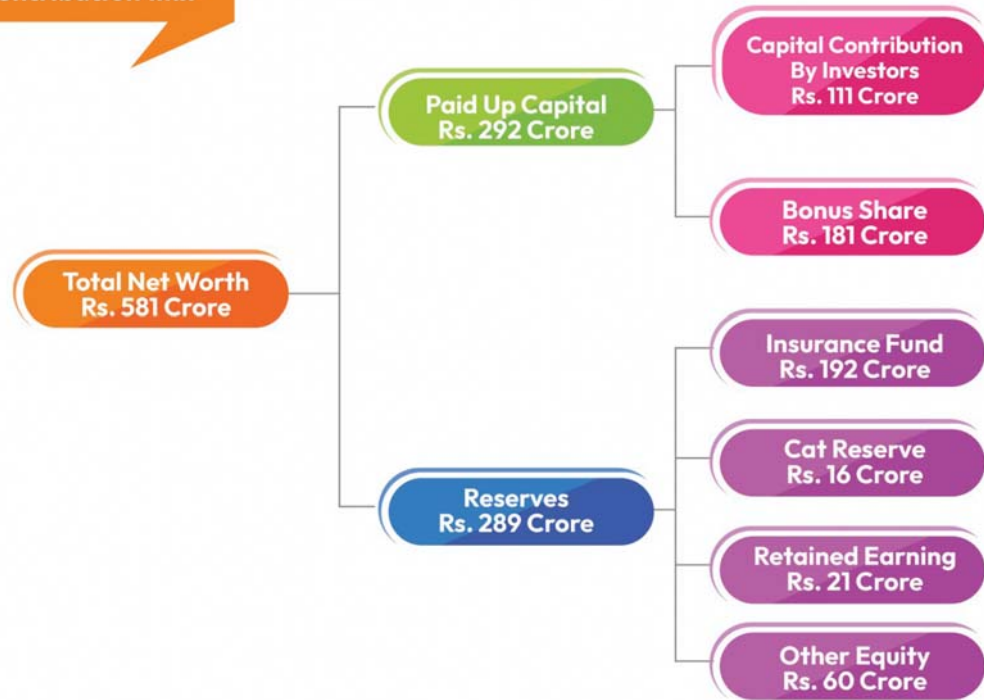 Total Net Worth
Rs. 581 Crore
Paid Up Capital
Rs. 292 Crore
Capital Contribution
By Investors
Rs. 111 Crore
Bonus Share
Rs. 181 Crore
Reserves
Rs. 289 Crore
Insurance Fund
Rs. 192 Crore
Cat Reserve
Rs. 16 Crore
Retained Earning
Rs. 21 Crore
Other Equity
Rs. 60 Crore